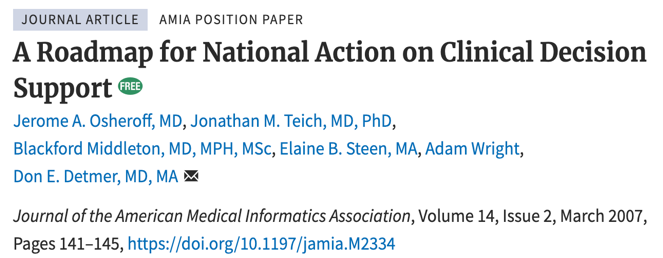 JOURNAL ARTICLE AMIA POSITION PAPER
A Roadmap for National Action on Clinical Decision
Support FREE
Jerome A. Osheroff, MD, Jonathan M. Teich, MD, PhD,
Blackford Middleton, MD, MPH, MSc, Elaine B. Steen, MA, Adam Wright,
Don E. Detmer, MD, MA
Journal of the American Medical Informatics Association, Volume 14, Issue 2, March 2007,
Pages 141–145, https://doi.org/10.1197/jamia.M2334